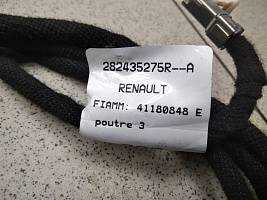 282435275R--A
RENAULT
FIAMM: 41180848 E
poutre 3